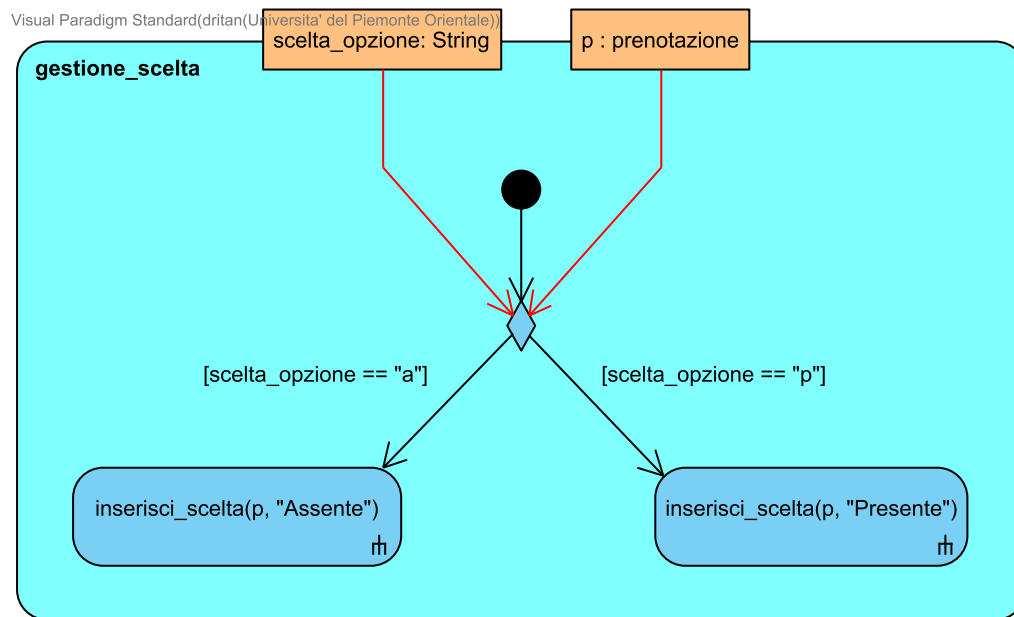 Visual Paradigm Standard(dritan(Universita' del Piemonte Orientale))
scelta_opzione: String
p : prenotazione
gestione_scelta
[scelta_opzione == "a"]
[scelta_opzione == "p"]
inserisci_scelta(p, "Assente")
inserisci_scelta(p, "Presente")